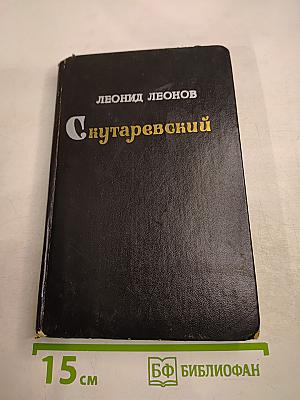 ЛЕОНИД ЛЕОНОВ
Скутаревский
15 см
БФ БИБЛИОФАН